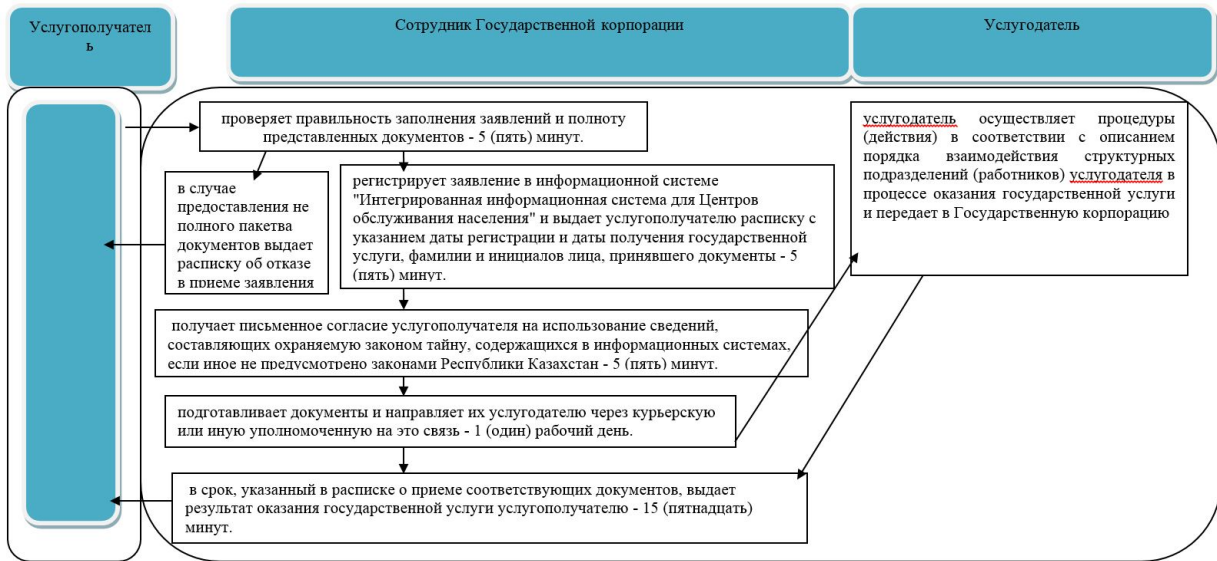 Услугополучател
ь
Сотрудник Государственной корпорации
Услугодатель
проверяет правильность заполнения заявлений и полноту
представленных документов - 5 (пять) минут.
в случае
предоставления не
полного пакетва
документов выдает
расписку об отказе
в приеме заявления
регистрирует заявление в информационной системе
"Интегрированная информационная система для Центров
обслуживания населения" и выдает услугополучателю расписку с
указанием даты регистрации и даты получения государственной
услуги, фамилии и инициалов лица, принявшего документы - 5
(пять) минут.
получает письменное согласие услугополучателя на использование сведений,
составляющих охраняемую законом тайну, содержащихся в информационных системах,
если иное не предусмотрено законами Республики Казахстан - 5 (пять) минут.
подготавливает документы и направляет их услугодателю через курьерскую
или иную уполномоченную на это связь - 1 (один) рабочий день.
в срок, указанный в расписке о приеме соответствующих документов, выдает
результат оказания государственной услуги услугополучателю - 15 (пятнадцать)
минут.
услугодатель осуществляет процедуры
(действия) в соответствии с описанием
порядка взаимодействия структурных
подразделений (работников) услугодателя в
процессе оказания государственной услуги
и передает в Государственную корпорацию